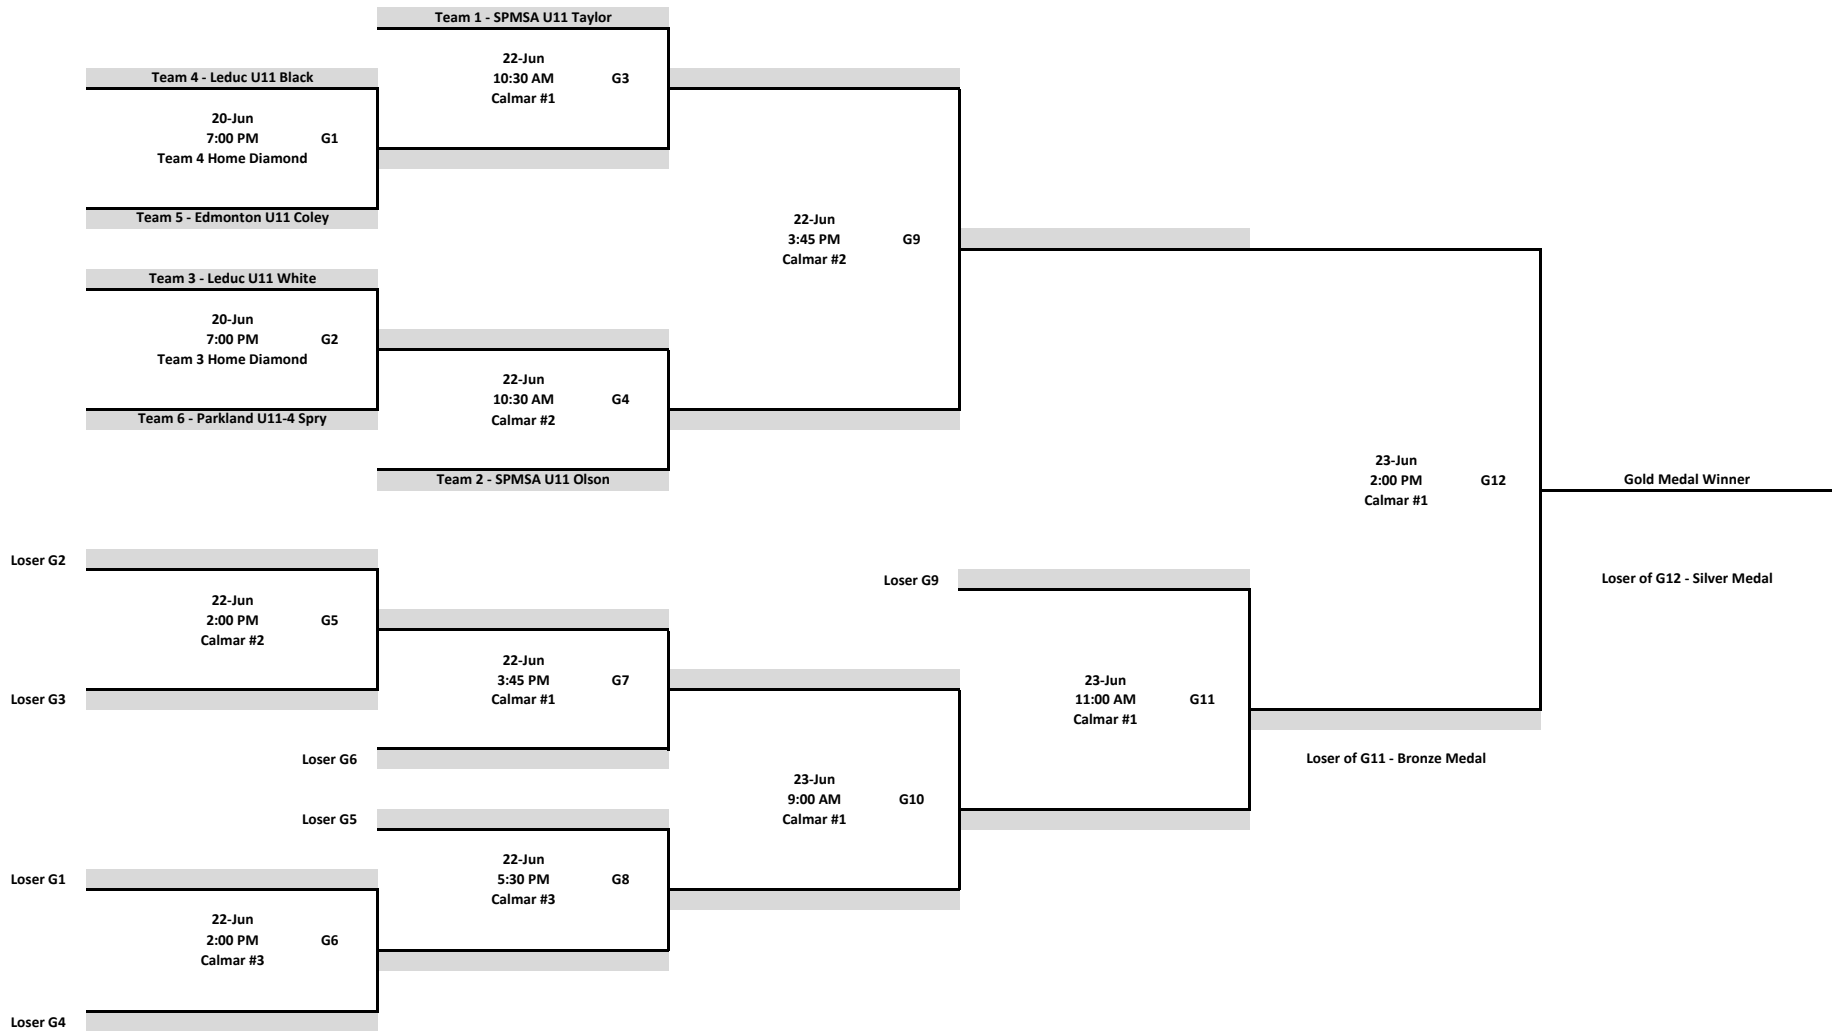 Team 1 - SPMSA U11 Taylor
22-Jun
10:30 AM G3
Calmar #1
Team 4 - Leduc U11 Black
20-Jun
7:00 PM G1
Team 4 Home Diamond
Team 5 - Edmonton U11 Coley
22-Jun
3:45 PM G9
Calmar #2
Team 3 - Leduc U11 White
20-Jun
7:00 PM G2
Team 3 Home Diamond
Team 6 - Parkland U11-4 Spry
22-Jun
10:30 AM G4
Calmar #2
Team 2 - SPMSA U11 Olson
23-Jun
2:00 PM G12
Calmar #1
Gold Medal Winner
Loser of G12 - Silver Medal
Loser G2
22-Jun
2:00 PM G5
Calmar #2
Loser G3
22-Jun
3:45 PM G7
Calmar #1
Loser G6
Loser G9
23-Jun
11:00 AM G11
Calmar #1
Loser of G11 - Bronze Medal
23-Jun
9:00 AM G10
Calmar #1
Loser G5
22-Jun
5:30 PM G8
Calmar #3
Loser G1
22-Jun
2:00 PM G6
Calmar #3
Loser G4